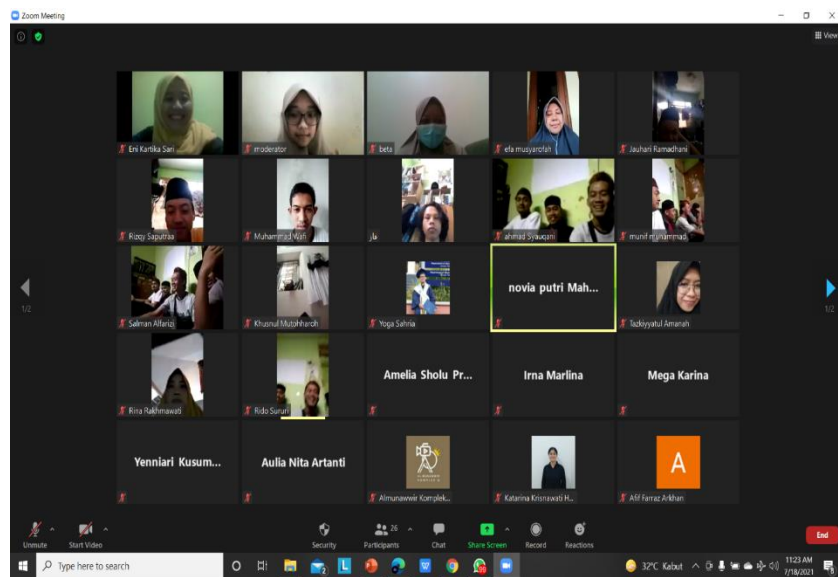 Zoom Meeting
View
Eni Kartika Sari
moderator
beta
efa musyarofah
Jauhari Ramadhani
Rizqy Saputraa
Muhammad Wafi
فار
ahmad Syauqani
munif muhammad
1/2
1/2
Salman Alfarizi
Khusnul Mutohharoh
Yoga Sahria
novia putri Mah...
Tazkiyyatul Amanah
Rina Rakhmawati
Rido Sururi
Amelia Sholu Pr...
Irna Marlina
Mega Karina
Yenniari Kusum...
Aulia Nita Artanti
Almunawwir Komplek...
Katarina Krisnawati H...
A
Afif Farraz Arkhan
Unmute
Start Video
Security
26
Participants
Chat
Share Screen
Record
Reactions
End
Type here to search
32°C Kabut
11:23 AM
7/18/2021